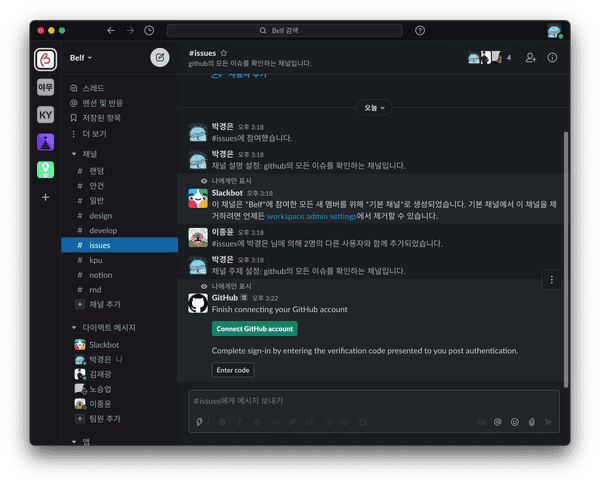 Belf 검색
Belf
#issues
github의 모든 이슈를 확인하는 채널입니다.
4
야무
KY
스레드
멘션 및 반응
저장된 항목
더 보기
채널
# 랜덤
# 안건
# 일반
# design
# develop
# issues
# kpu
# notion
# rnd
+ 채널 추가
다이렉트 메시지
Slackbot
박경은 나
김재광
노승업
이종윤
+ 팀원 추가
앱
사용자 추가
오늘
박경은 오후 3:18
#issues에 참여했습니다.
박경은 오후 3:18
채널 설명 설정: github의 모든 이슈를 확인하는 채널입니다.
나에게만 표시
Slackbot 오후 3:18
이 채널은 "Belf"에 참여한 모든 새 멤버를 위해 "기본 채널"로 생성되었습니다. 기본 채널에서 이 채널을 제
거하려면 언제든 workspace admin settings에서 제거할 수 있습니다.
이종윤 오후 3:18
#issues에 박경은 님에 의해 2명의 다른 사용자와 함께 추가되었습니다.
박경은 오후 3:18
채널 주제 설정: github의 모든 이슈를 확인하는 채널입니다.
나에게만 표시
GitHub 앱 오후 3:22
Finish connecting your GitHub account
Connect GitHub account
Complete sign-in by entering the verification code presented to you post authentication.
Enter code
#issues에게 메시지 보내기
B I S
Aa @